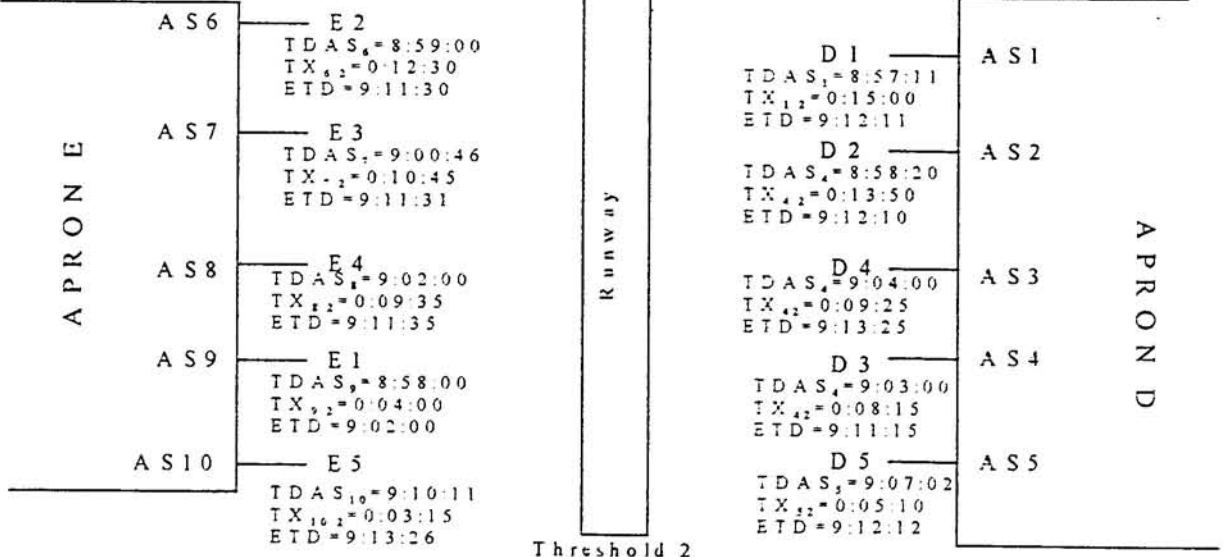 AS6
E2
TDAS₆=8:59:00
TX₆₂=0:12:30
ETD=9:11:30
AS7
E3
TDAS₇=9:00:46
TX₇₂=0:10:45
ETD=9:11:31
AS8
E4
TDAS₈=9:02:00
TX₈₂=0:09:35
ETD=9:11:35
AS9
E1
TDAS₉=8:58:00
TX₉₂=0:04:00
ETD=9:02:00
AS10
E5
TDAS₁₀=9:10:11
TX₁₀₂=0:03:15
ETD=9:13:26
APRON E
Runway
Threshold 2
D1
AS1
TDAS₁=8:57:11
TX₁₂=0:15:00
ETD=9:12:11
D2
AS2
TDAS₄=8:58:20
TX₄₂=0:13:50
ETD=9:12:10
D4
AS3
TDAS₄=9:04:00
TX₄₂=0:09:25
ETD=9:13:25
D3
AS4
TDAS₄=9:03:00
TX₄₂=0:08:15
ETD=9:11:15
D5
AS5
TDAS₅=9:07:02
TX₅₂=0:05:10
ETD=9:12:12
APRON D